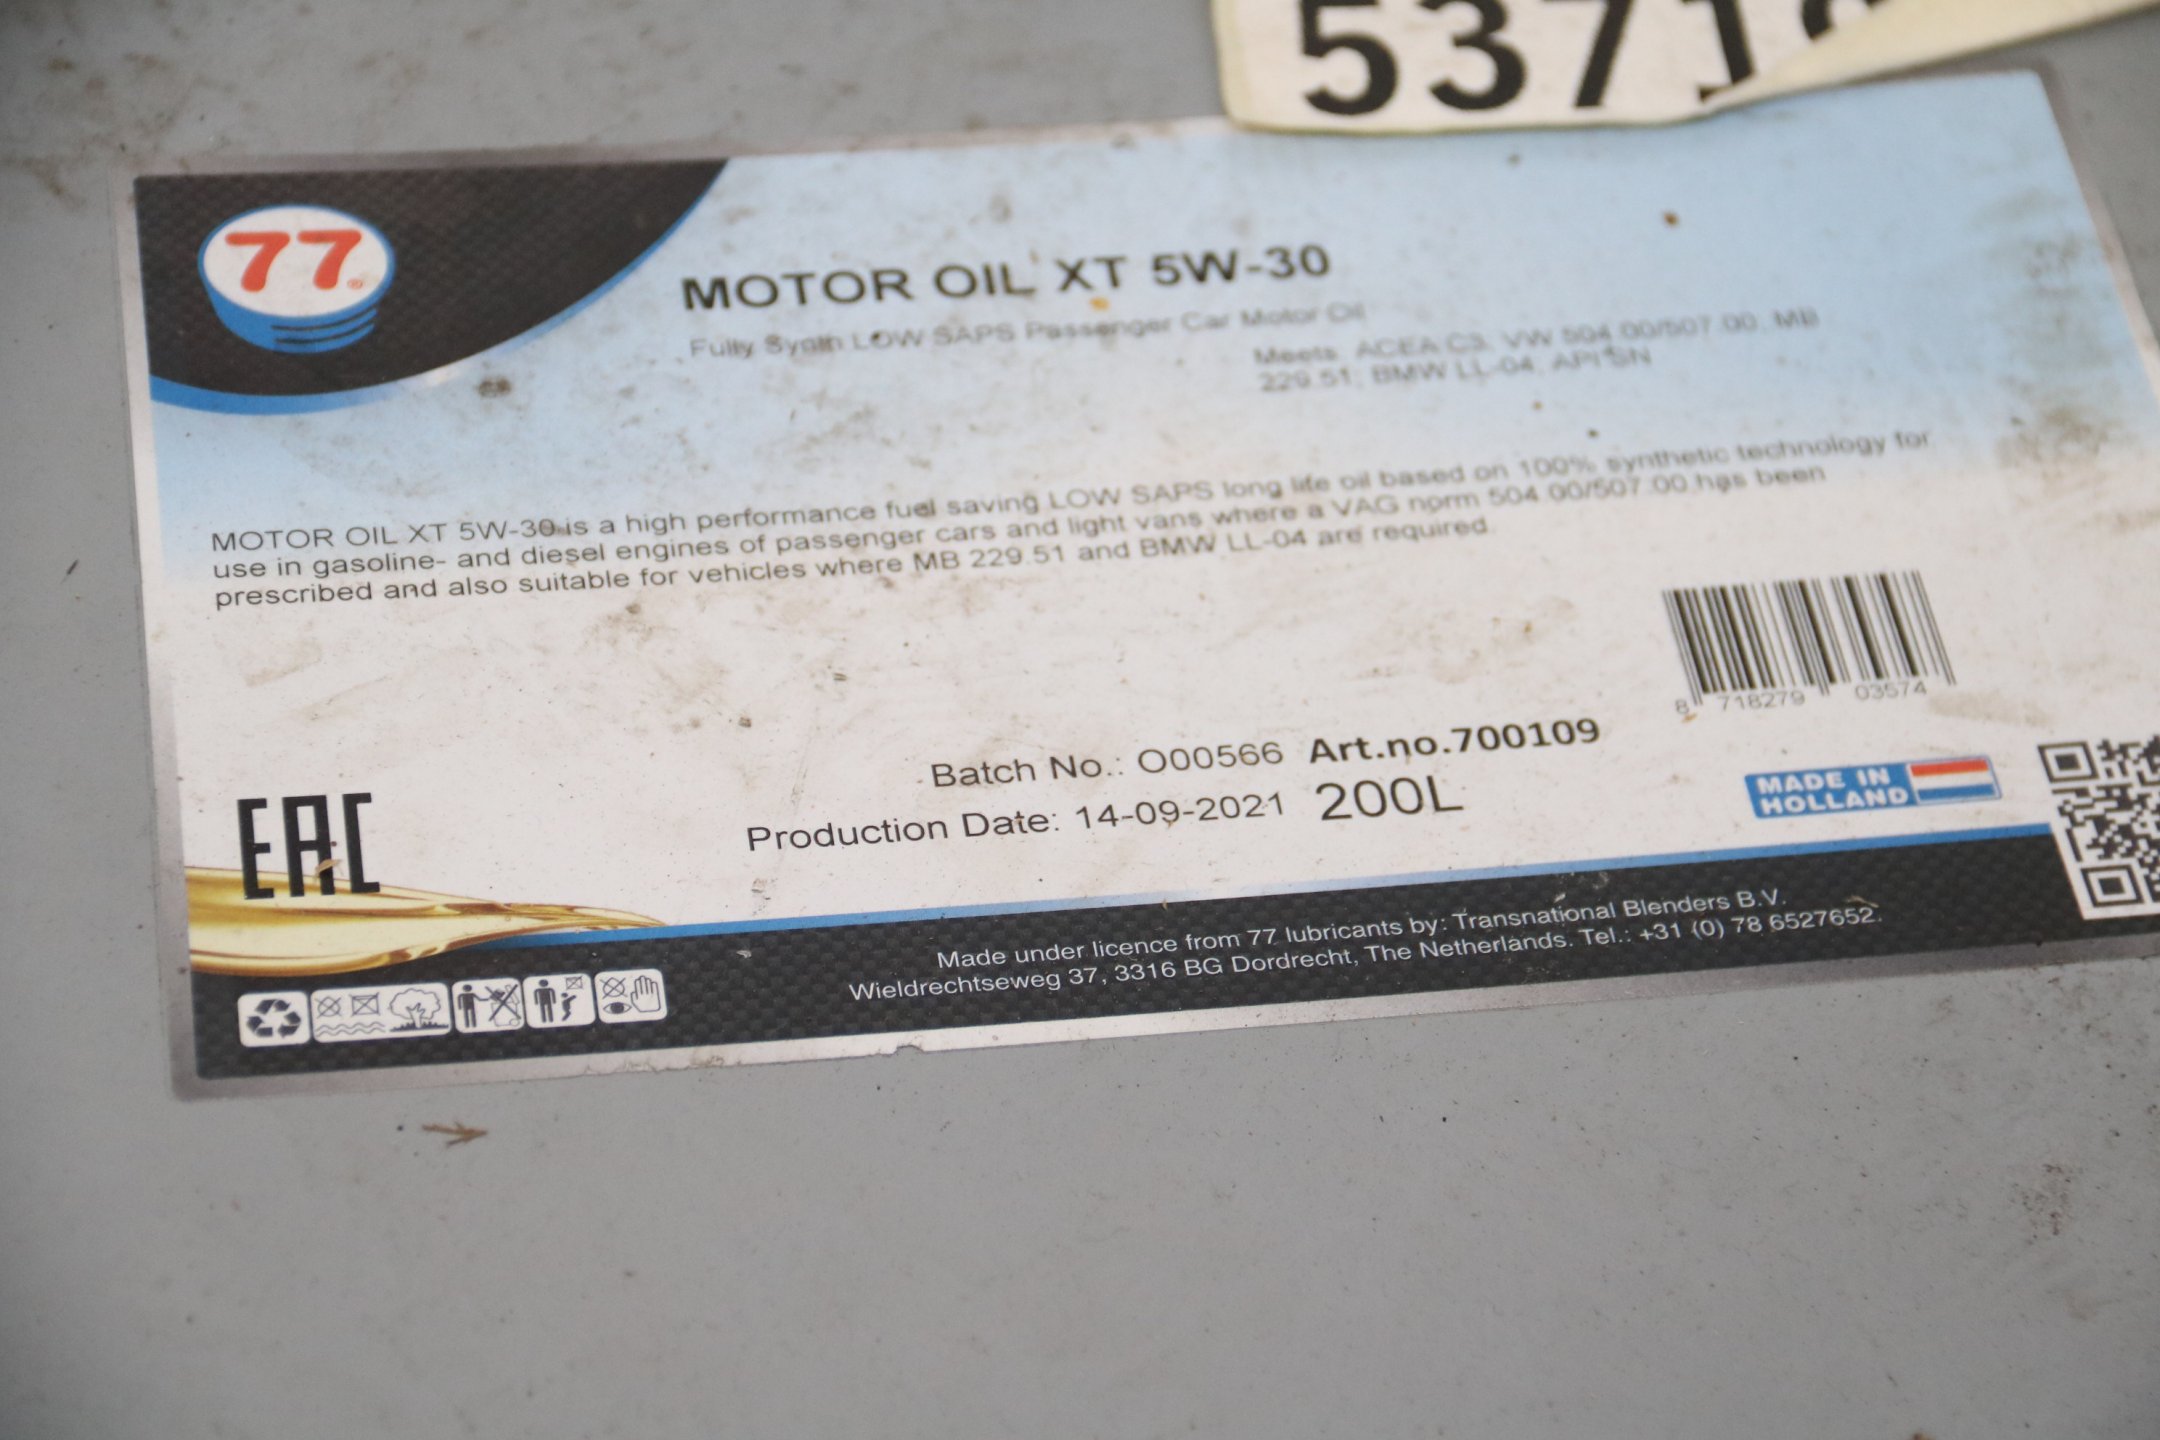 5371
77
MOTOR OIL XT 5W-30
Fully Synth LOW SAPS Passenger Car Motor Oil
Meets: ACEA C3, VW 504.00/507.00, MB
229.51, BMW LL-04, API SN
MOTOR OIL XT 5W-30 is a high performance fuel saving LOW SAPS long life oil based on 100% synthetic technology for
use in gasoline- and diesel engines of passenger cars and light vans where a VAG norm 504.00/507.00 has been
prescribed and also suitable for vehicles where MB 229.51 and BMW LL-04 are required.
8 718279 03574
Batch No.: O00566 Art.no.700109
Production Date: 14-09-2021 200L
MADE IN
HOLLAND
EAC
Made under licence from 77 lubricants by: Transnational Blenders B.V.
Wieldrechtseweg 37, 3316 BG Dordrecht, The Netherlands. Tel.: +31 (0) 78 6527652.